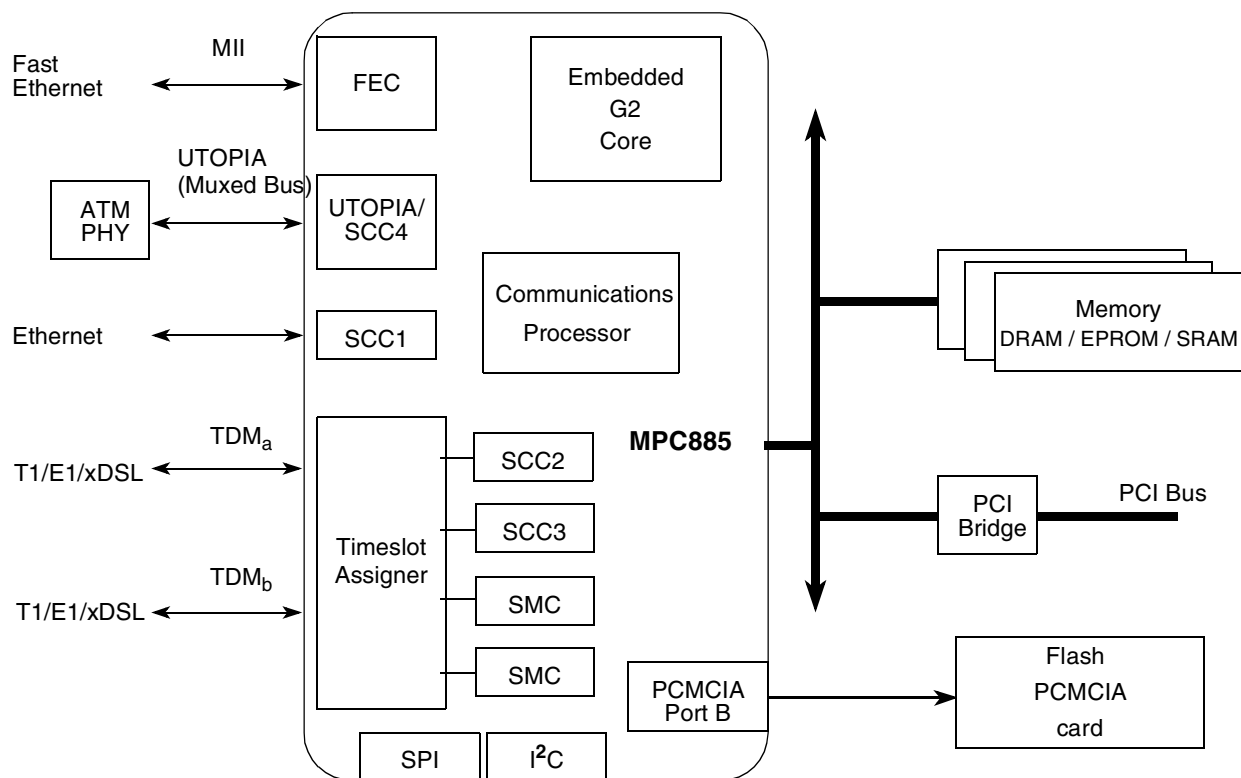 MII
Fast
Ethernet
FEC
Embedded
G2
Core
UTOPIA
(Muxed Bus)
ATM
PHY
UTOPIA/
SCC4
Communications
Processor
Memory
DRAM / EPROM / SRAM
Ethernet
SCC1
TDMa
T1/E1/xDSL
MPC885
SCC2
SCC3
PCI
Bridge
PCI Bus
Timeslot
Assigner
TDMb
T1/E1/xDSL
SMC
SMC
PCMCIA
Port B
Flash
PCMCIA
card
SPI
I²C